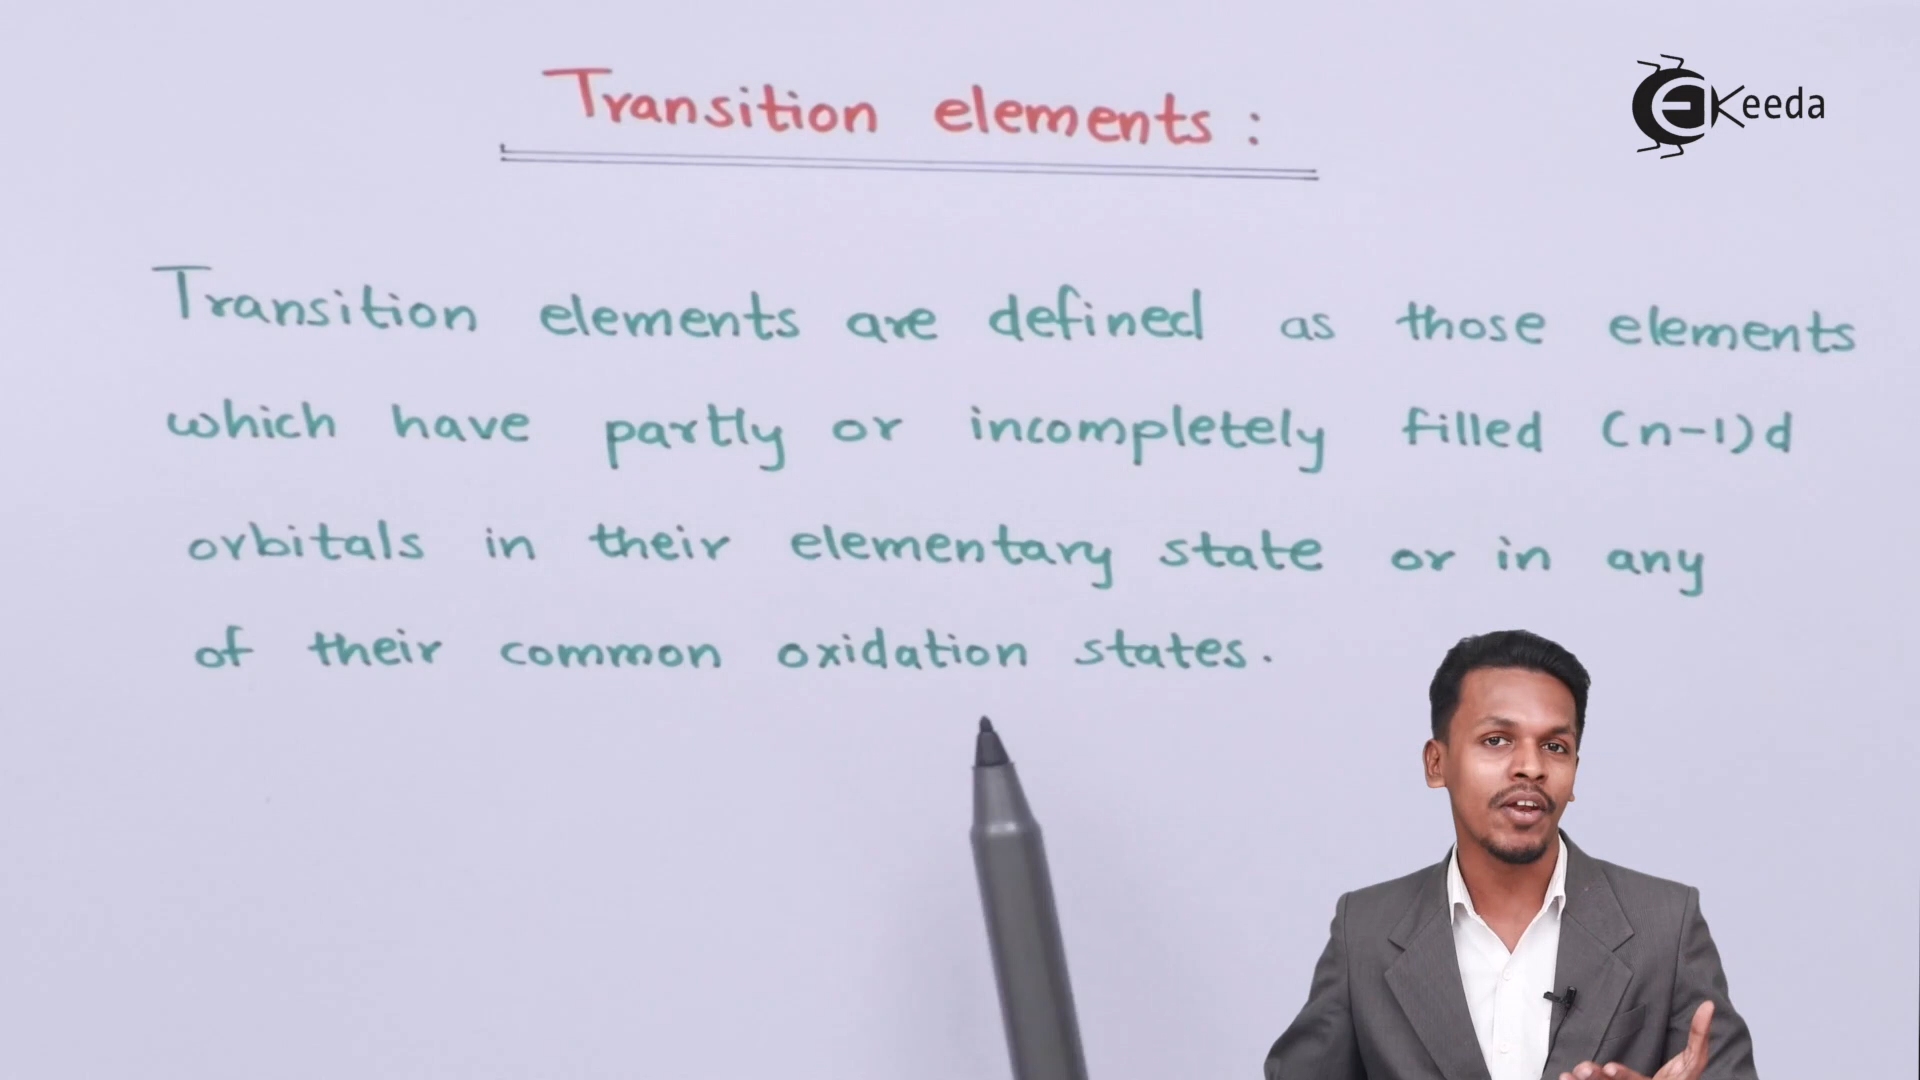 Transition elements :
EKeeda
Transition elements are defined as those elements
which have partly or incompletely filled (n-1)d
orbitals in their elementary state or in any
of their common oxidation states.